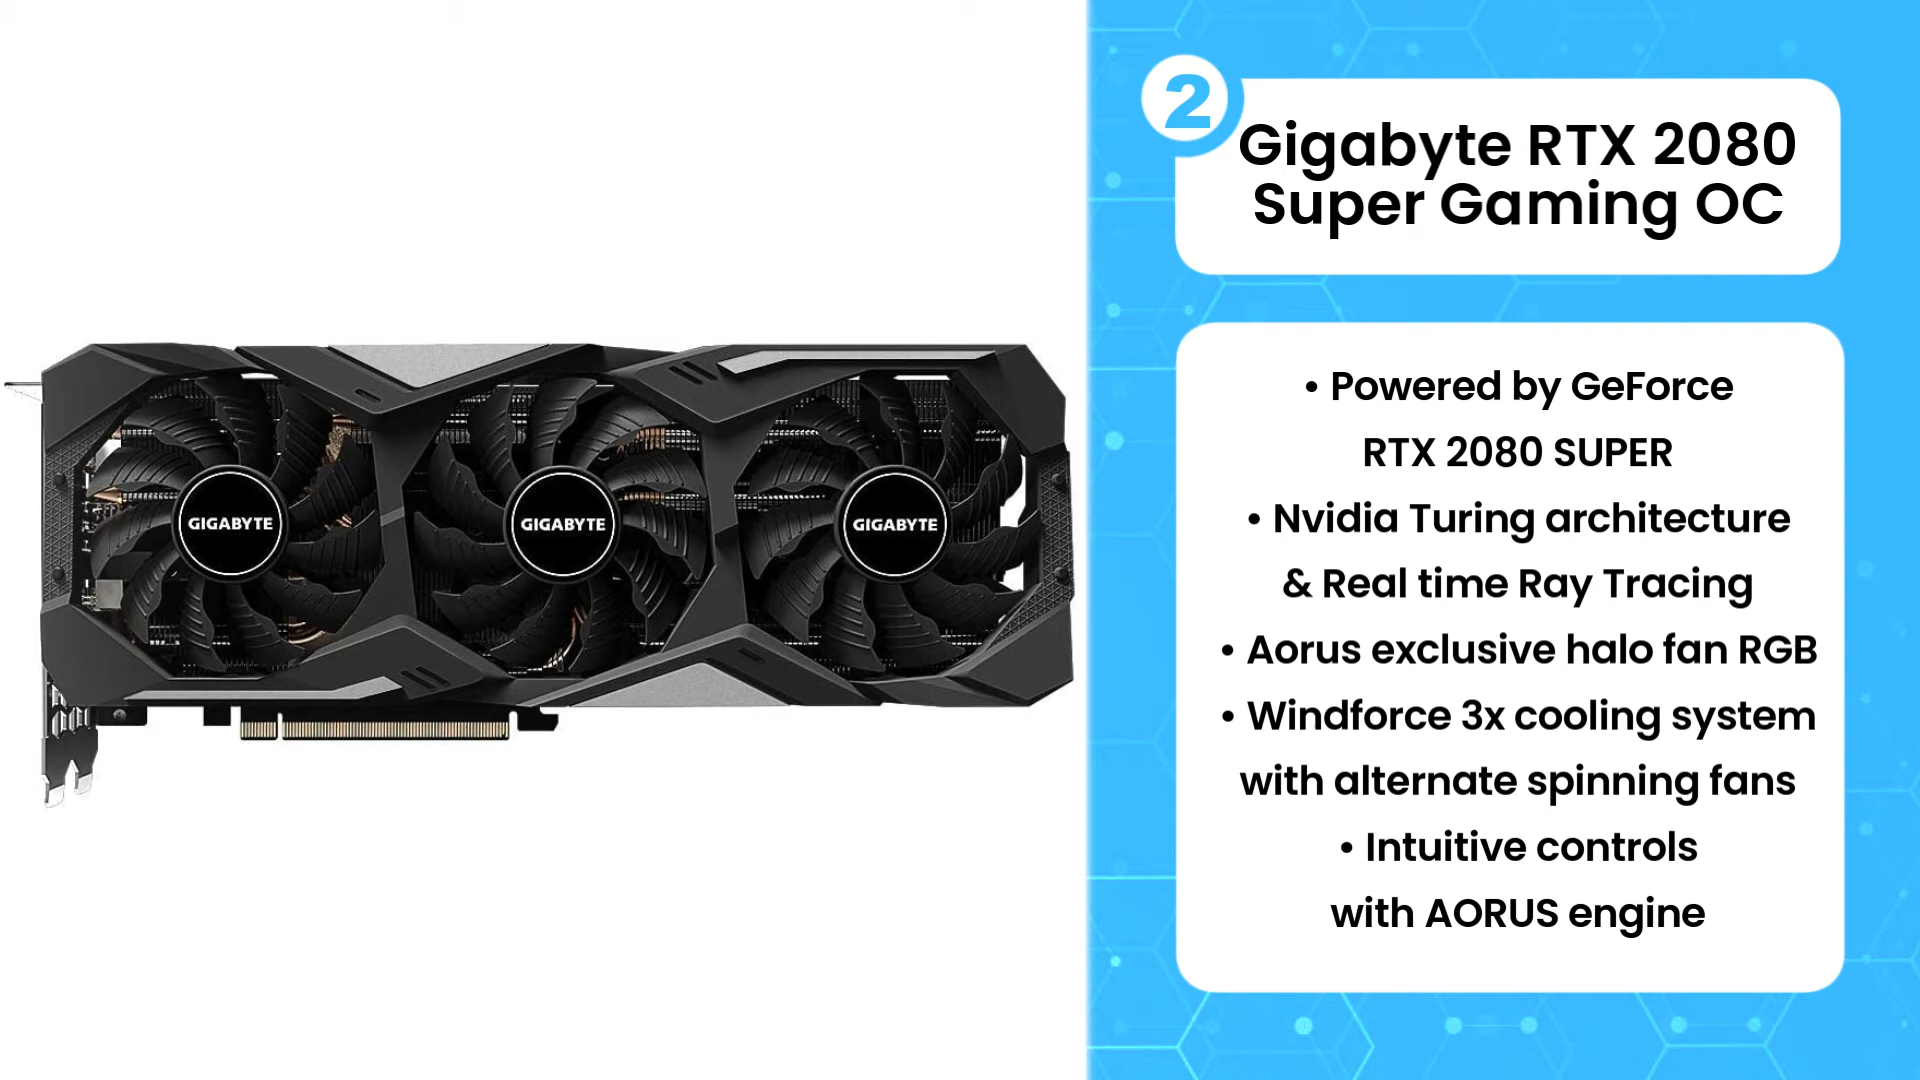 2
Gigabyte RTX 2080
Super Gaming OC
• Powered by GeForce
RTX 2080 SUPER
• Nvidia Turing architecture
& Real time Ray Tracing
• Aorus exclusive halo fan RGB
• Windforce 3x cooling system
with alternate spinning fans
• Intuitive controls
with AORUS engine
GIGABYTE
GIGABYTE
GIGABYTE